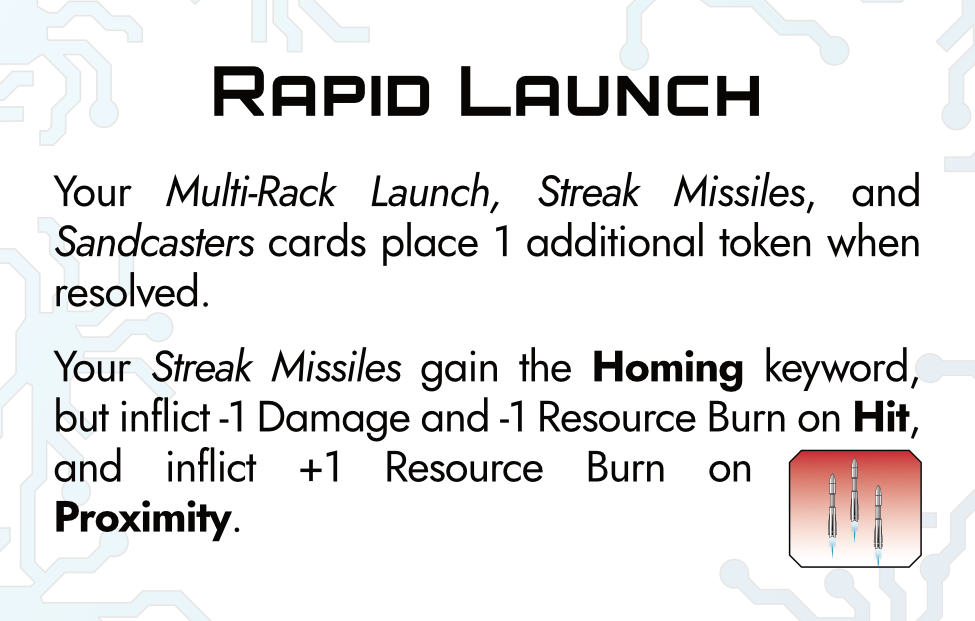 RAPID LAUNCH
Your Multi-Rack Launch, Streak Missiles, and
Sandcasters cards place 1 additional token when
resolved.
Your Streak Missiles gain the Homing keyword,
but inflict -1 Damage and -1 Resource Burn on Hit,
and inflict +1 Resource Burn on
Proximity.